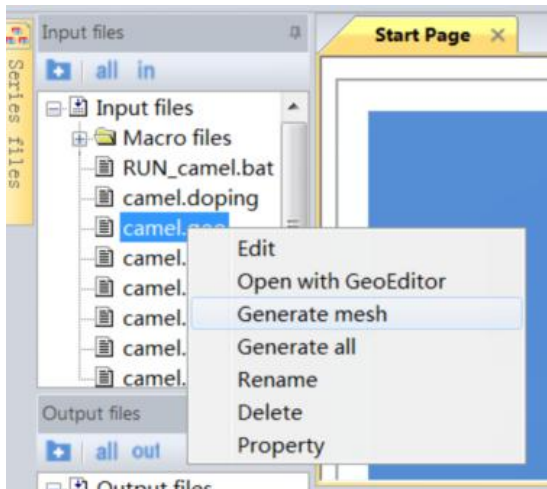 Input files
Start Page
Series files
all in
Input files
Macro files
RUN_camel.bat
camel.doping
camel.geo
camel.
camel.
camel.
camel.
camel.
Edit
Open with GeoEditor
Generate mesh
Generate all
Rename
Delete
Property
Output files
all out
Output files